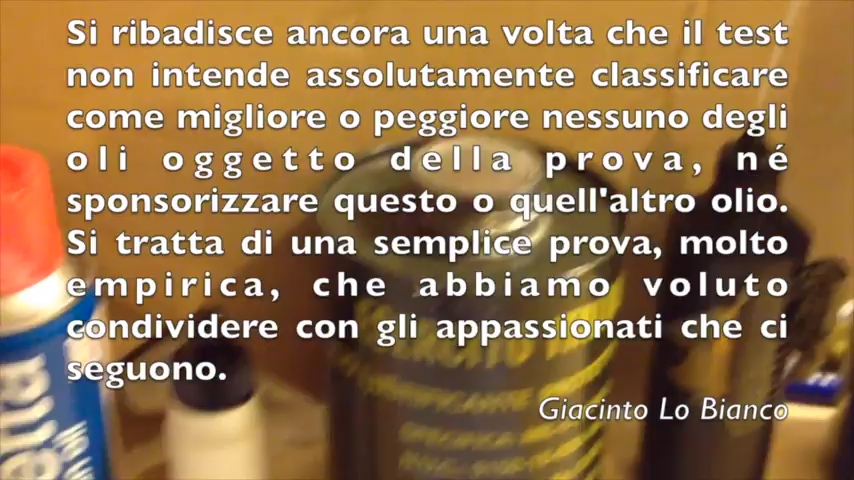 Si ribadisce ancora una volta che il test
non intende assolutamente classificare
come migliore o peggiore nessuno degli
oli oggetto della prova, né
sponsorizzare questo o quell'altro olio.
Si tratta di una semplice prova, molto
empirica, che abbiamo voluto
condividere con gli appassionati che ci
seguono.
Giacinto Lo Bianco